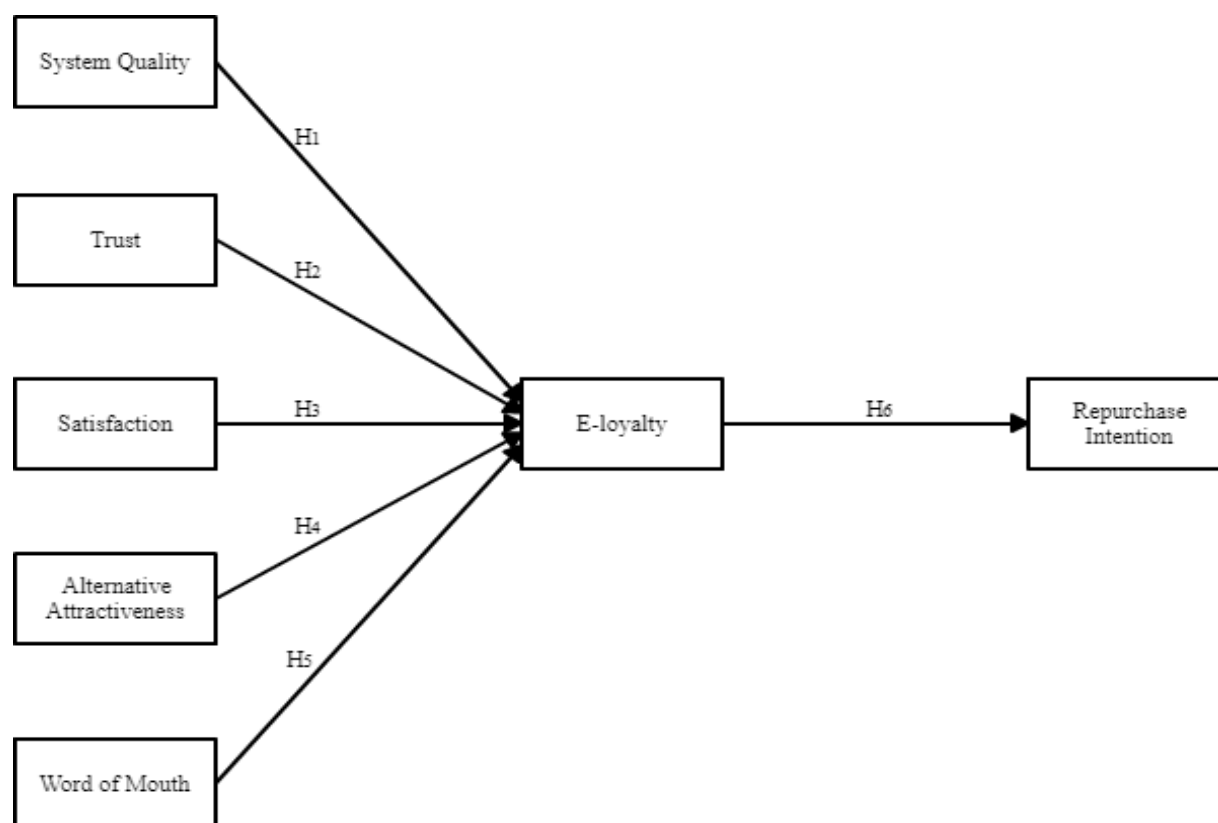 System Quality
H1
Trust
H2
Satisfaction
H3
E-loyalty
H6
Repurchase
Intention
H4
Alternative
Attractiveness
H5
Word of Mouth